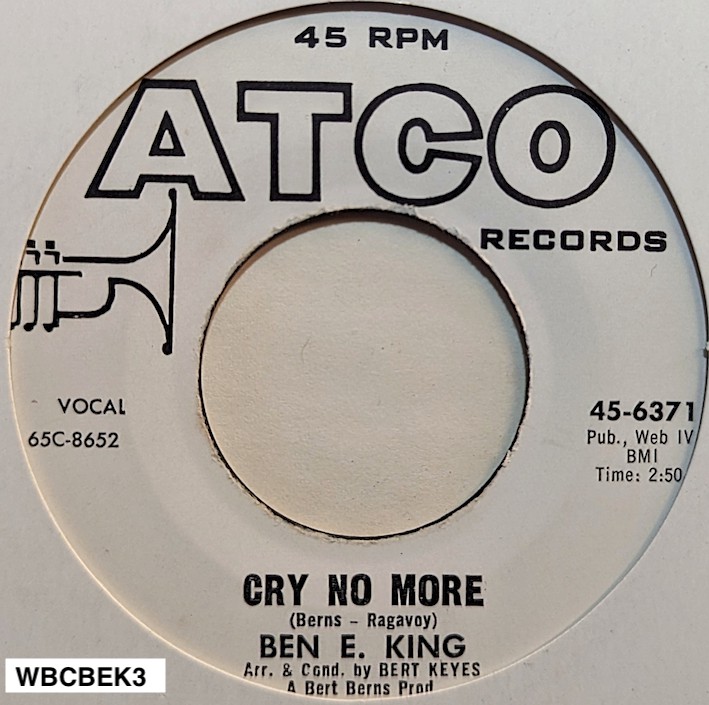 45 RPM
ATCO
RECORDS
VOCAL
65C-8652
45-6371
Pub., Web IV
BMI
Time: 2:50
CRY NO MORE
(Berns - Ragavoy)
BEN E. KING
Arr. & Cond. by BERT KEYES
A Bert Berns Prod
WBCBEK3